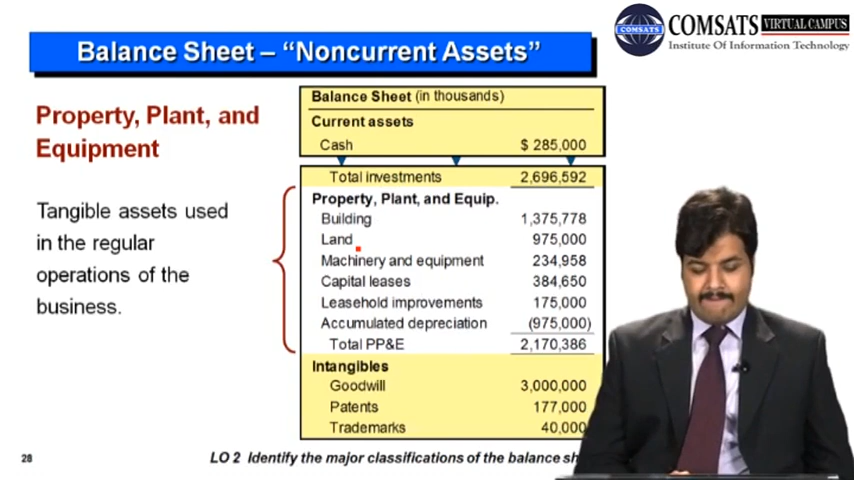 Balance Sheet – “Noncurrent Assets”
COMSATS
COMSATS VIRTUAL CAMPUS
Institute Of Information Technology
Property, Plant, and
Equipment
Tangible assets used
in the regular
operations of the
business.
Balance Sheet (in thousands)
Current assets
Cash $ 285,000
Total investments 2,696,592
Property, Plant, and Equip.
Building 1,375,778
Land 975,000
Machinery and equipment 234,958
Capital leases 384,650
Leasehold improvements 175,000
Accumulated depreciation (975,000)
Total PP&E 2,170,386
Intangibles
Goodwill 3,000,000
Patents 177,000
Trademarks 40,000
28
LO 2 Identify the major classifications of the balance sh